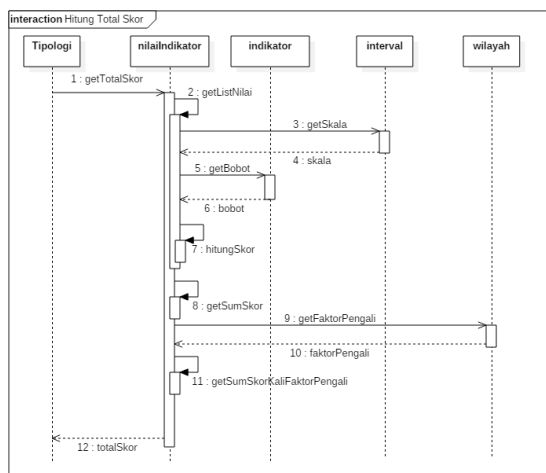 interaction Hitung Total Skor
Tipologi
nilaiIndikator
indikator
interval
wilayah
1 : getTotalSkor
2 : getListNilai
3 : getSkala
4 : skala
5 : getBobot
6 : bobot
7 : hitungSkor
8 : getSumSkor
9 : getFaktorPengali
10 : faktorPengali
11 : getSumSkorKaliFaktorPengali
12 : totalSkor